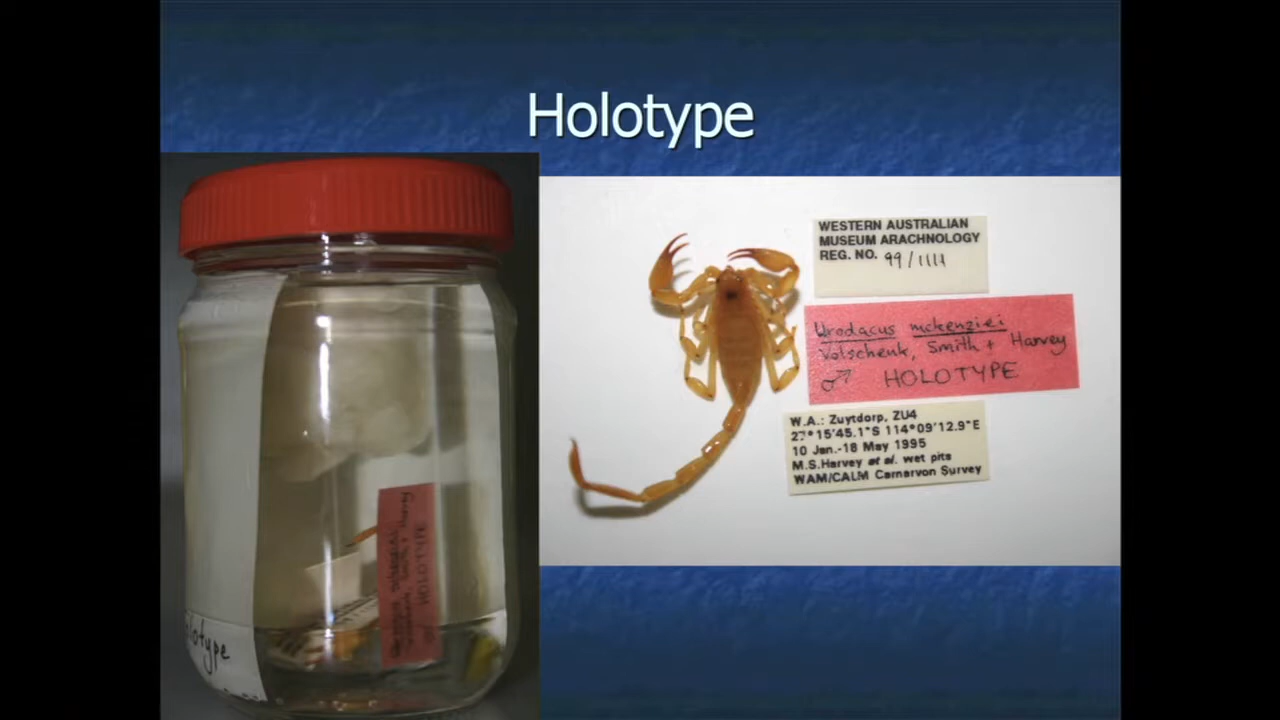 Holotype
WESTERN AUSTRALIAN
MUSEUM ARACHNOLOGY
REG. NO. 99/1111
Urodacus mckenziei
Volschenk, Smith + Harvey
♂ HOLOTYPE
W.A.: Zuytdorp, ZU4
27°15'45.1"S 114°09'12.9"E
10 Jan.-18 May 1995
M.S.Harvey et al. wet pits
WAM/CALM Carnarvon Survey
HOLOTYPE